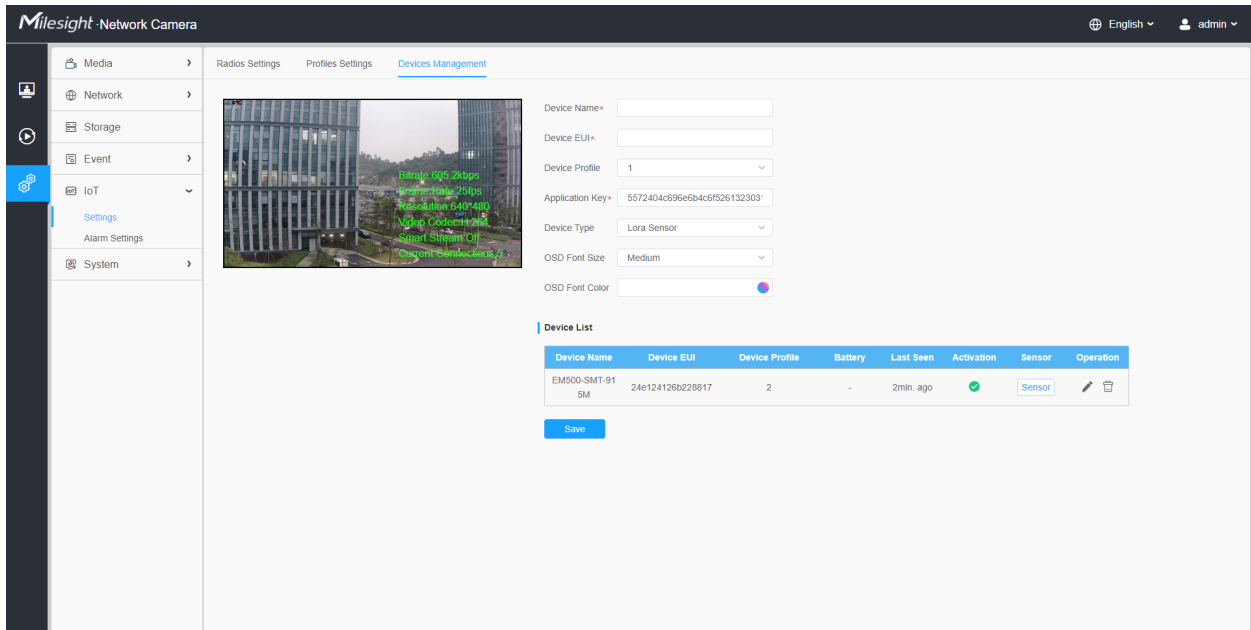 Milesight · Network Camera
English
admin
Media
Network
Storage
Event
IoT
Settings
Alarm Settings
System
Radios Settings
Profiles Settings
Devices Management
Bitrate:605.2kbps
Frame Rate:25fps
Resolution:640*480
Video Codec:H.264
Smart Stream:Off
Current Connections:5
Device Name*
Device EUI*
Device Profile 1
Application Key* 5572404c696e6b4c6f526132303
Device Type Lora Sensor
OSD Font Size Medium
OSD Font Color
Device List
Device Name Device EUI Device Profile Battery Last Seen Activation Sensor Operation
EM500-SMT-91
5M 24e124126b228817 2 - 2min. ago Sensor
Save